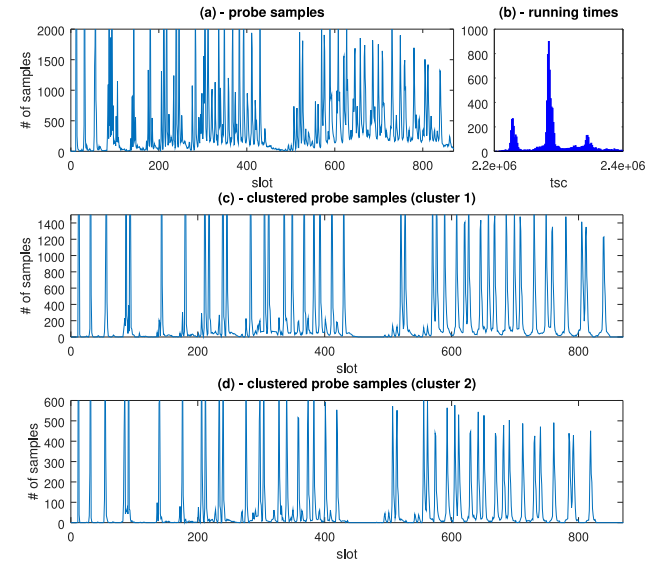 (a) - probe samples
2000
1500
1000
500
0
# of samples
0 200 400 600 800
slot
(b) - running times
1000
800
600
400
200
0
2.2e+06 2.4e+06
tsc
(c) - clustered probe samples (cluster 1)
1400
1200
1000
800
600
400
200
0
# of samples
0 200 400 600 800
slot
(d) - clustered probe samples (cluster 2)
600
500
400
300
200
100
0
# of samples
0 200 400 600 800
slot